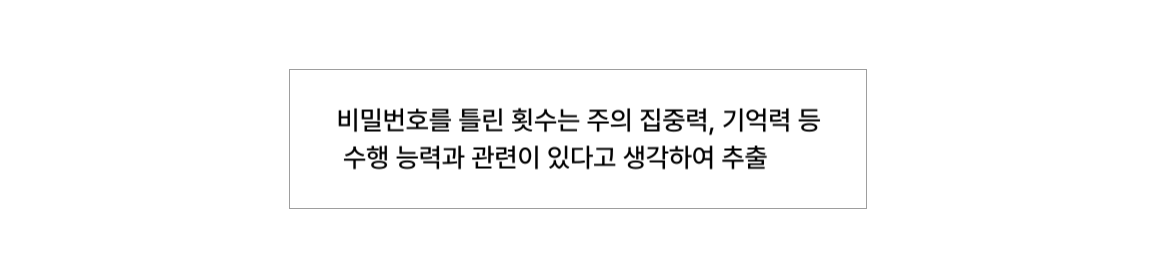 비밀번호를 틀린 횟수는 주의 집중력, 기억력 등
수행 능력과 관련이 있다고 생각하여 추출